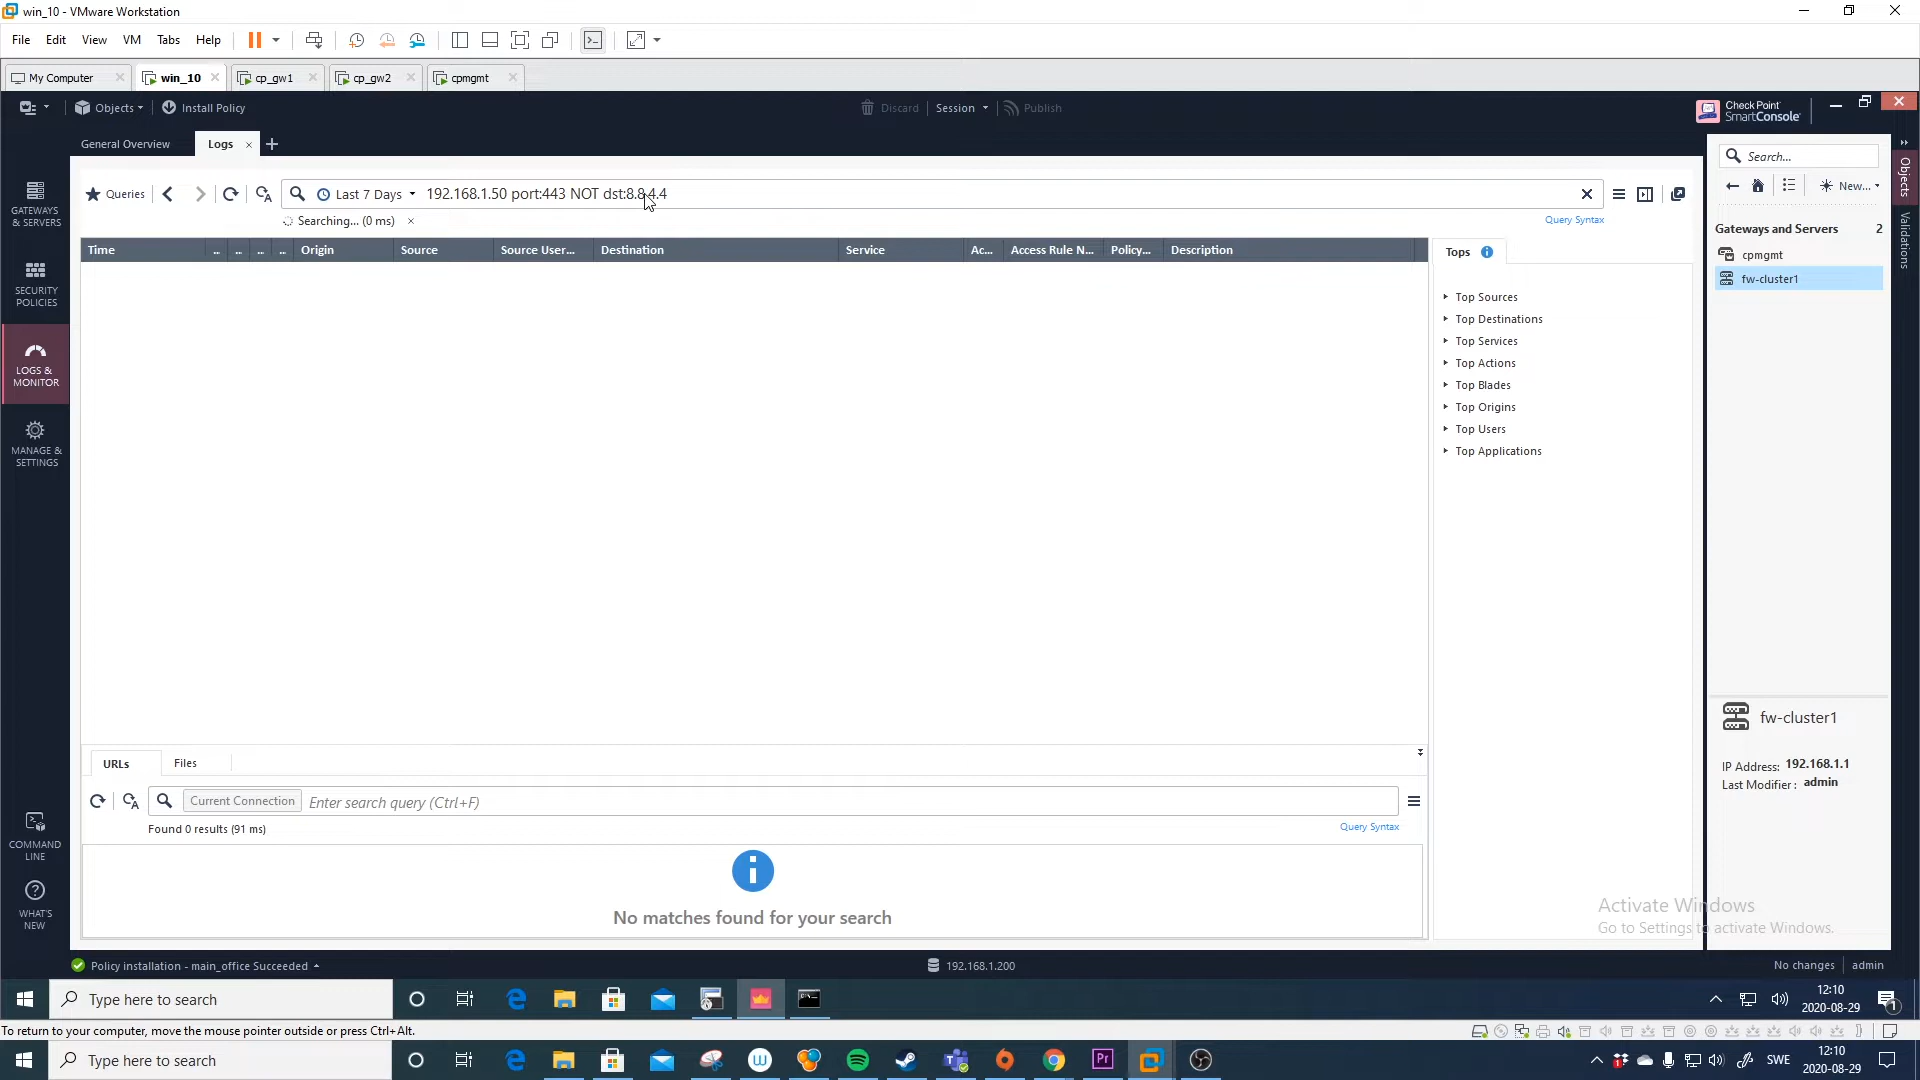 win_10 - VMware Workstation
File Edit View VM Tabs Help
My Computer win_10 cp_gw1 cp_gw2 cpmgmt
Objects Install Policy Discard Session Publish Check Point SmartConsole
General Overview Logs
Search...
Queries Last 7 Days 192.168.1.50 port:443 NOT dst:8.8.4.4
New...
Searching... (0 ms)
Query Syntax
Time ... ... ... ... Origin Source Source User... Destination Service Ac... Access Rule N... Policy... Description
Tops
Top Sources
Top Destinations
Top Services
Top Actions
Top Blades
Top Origins
Top Users
Top Applications
GATEWAYS & SERVERS
SECURITY POLICIES
LOGS & MONITOR
MANAGE & SETTINGS
COMMAND LINE
WHAT'S NEW
Gateways and Servers 2
cpmgmt
fw-cluster1
Objects
Validations
fw-cluster1
IP Address: 192.168.1.1
Last Modifier : admin
URLs Files
Current Connection Enter search query (Ctrl+F)
Found 0 results (91 ms)
Query Syntax
No matches found for your search
Activate Windows
Go to Settings to activate Windows.
Policy installation - main_office Succeeded 192.168.1.200 No changes admin
Type here to search
12:10
2020-08-29
1
To return to your computer, move the mouse pointer outside or press Ctrl+Alt.
Type here to search
SWE
12:10
2020-08-29